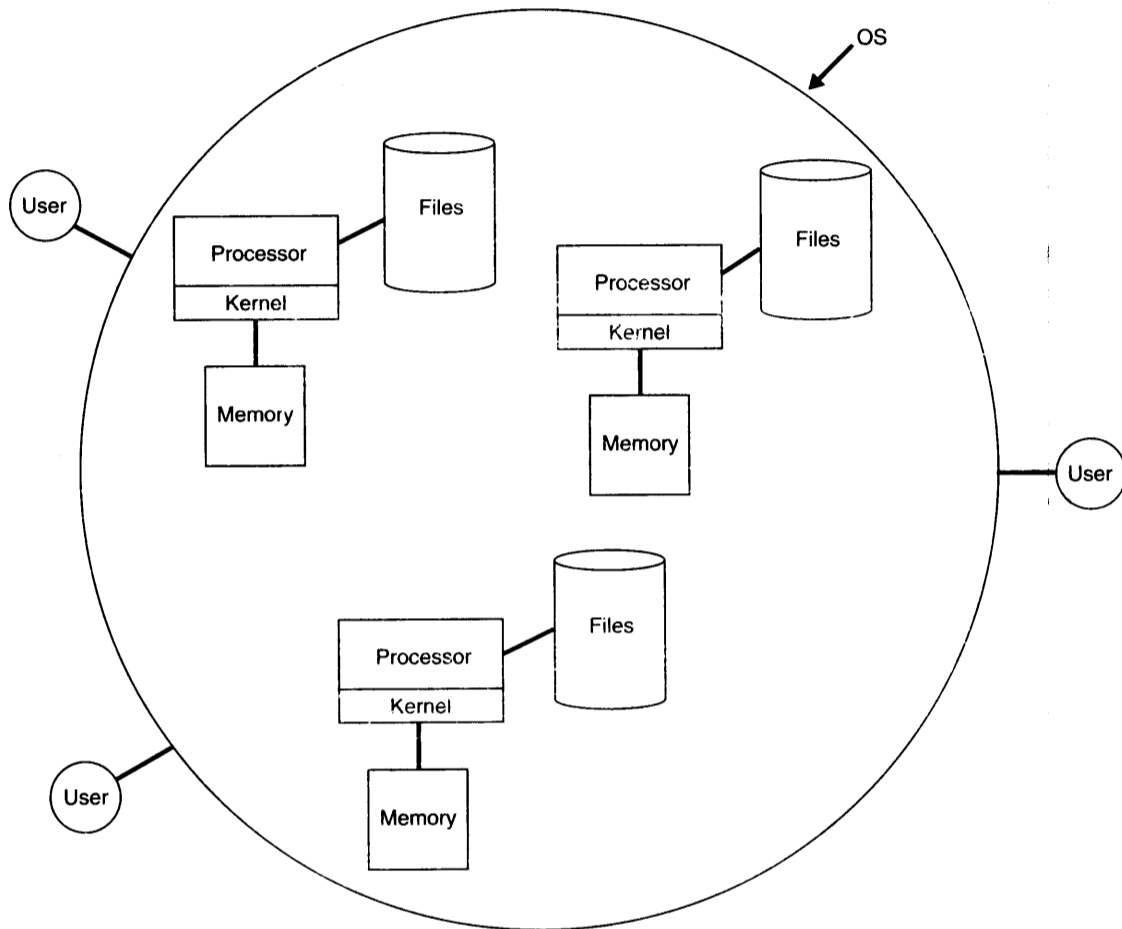 OS
User
Files
Files
Processor
Kernel
Memory
Processor
Kernel
Memory
User
Files
Processor
Kernel
Memory
User